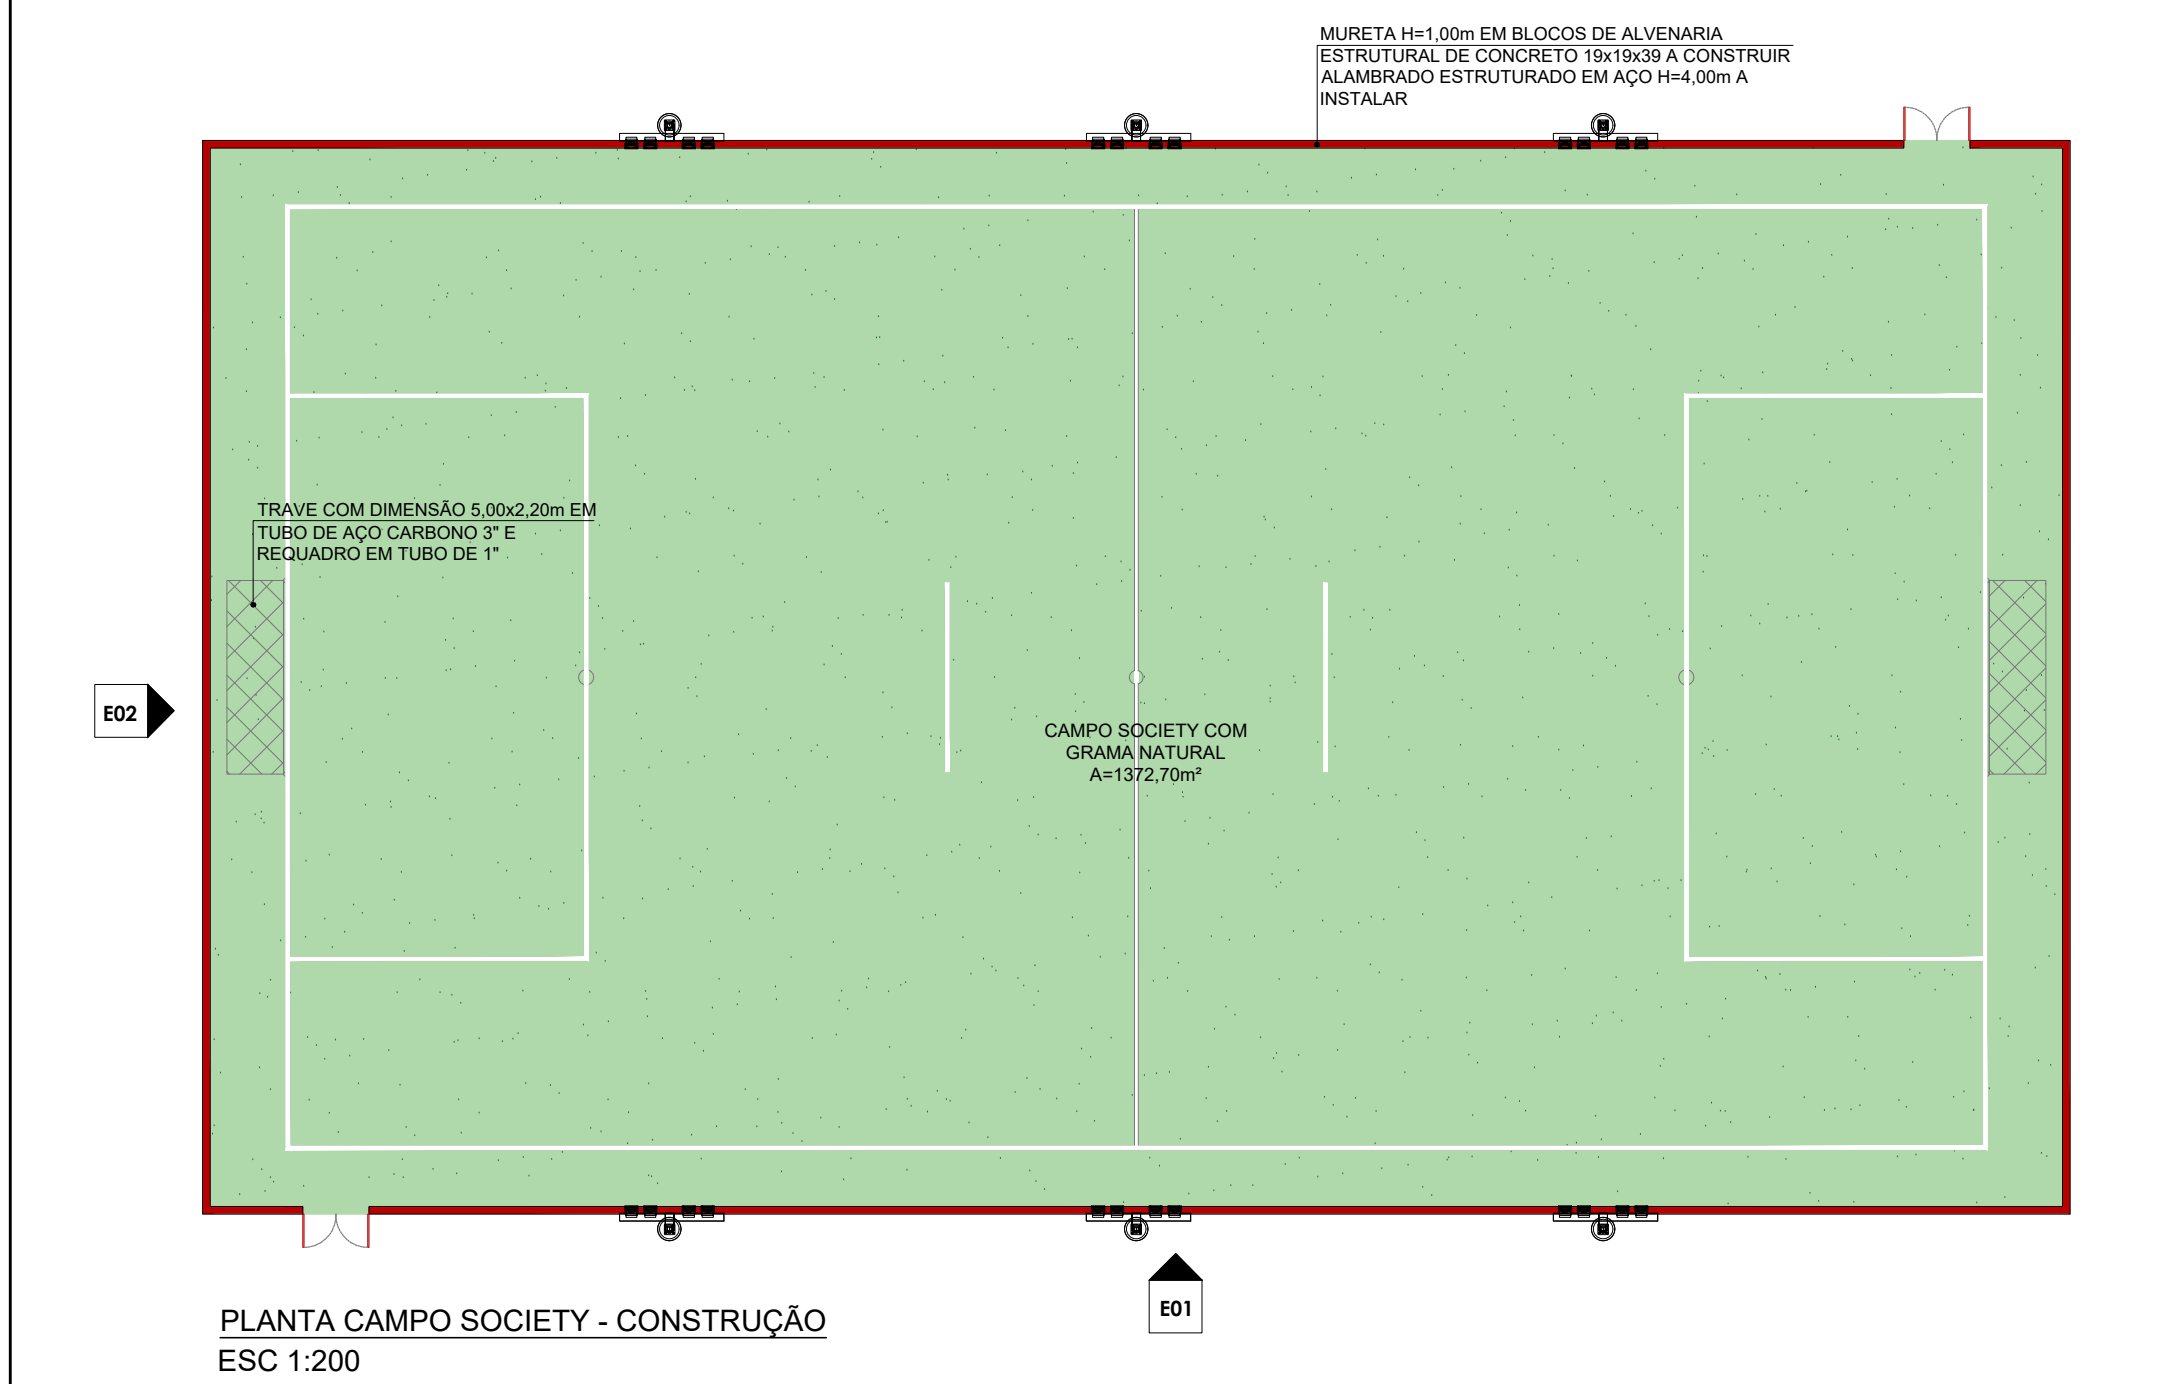 MURETA H=1,00m EM BLOCOS DE ALVENARIA
ESTRUTURAL DE CONCRETO 19x19x39 A CONSTRUIR
ALAMBRADO ESTRUTURADO EM AÇO H=4,00m A
INSTALAR
TRAVE COM DIMENSÃO 5,00x2,20m EM
TUBO DE AÇO CARBONO 3" E
REQUADRO EM TUBO DE 1"
E02
CAMPO SOCIETY COM
GRAMA NATURAL
A=1372,70m²
E01
PLANTA CAMPO SOCIETY - CONSTRUÇÃO
ESC 1:200